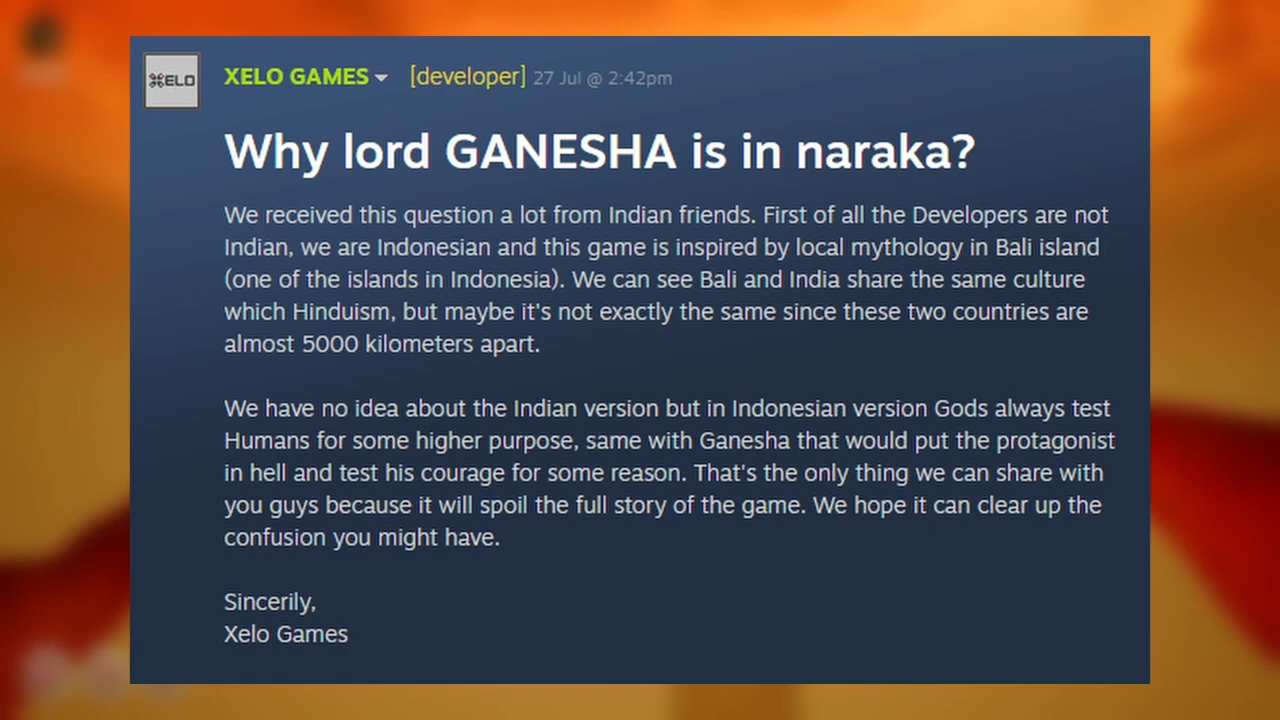 XELO
XELO GAMES [developer] 27 Jul @ 2:42pm
Why lord GANESHA is in naraka?
We received this question a lot from Indian friends. First of all the Developers are not
Indian, we are Indonesian and this game is inspired by local mythology in Bali island
(one of the islands in Indonesia). We can see Bali and India share the same culture
which Hinduism, but maybe it's not exactly the same since these two countries are
almost 5000 kilometers apart.
We have no idea about the Indian version but in Indonesian version Gods always test
Humans for some higher purpose, same with Ganesha that would put the protagonist
in hell and test his courage for some reason. That's the only thing we can share with
you guys because it will spoil the full story of the game. We hope it can clear up the
confusion you might have.
Sincerily,
Xelo Games